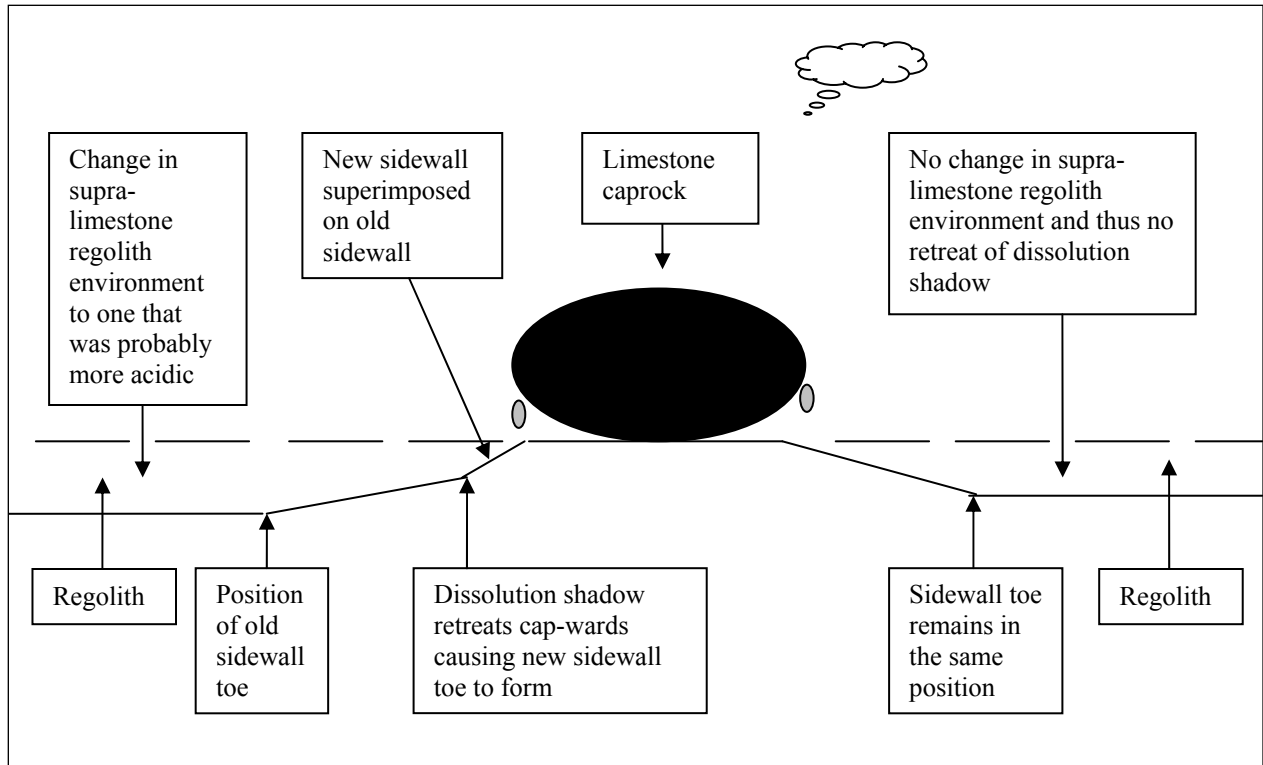 Change in
supra-
limestone
regolith
environment
to one that
was probably
more acidic
New sidewall
superimposed
on old
sidewall
Limestone
caprock
No change in supra-
limestone regolith
environment and thus no
retreat of dissolution
shadow
Regolith
Position
of old
sidewall
toe
Dissolution shadow
retreats cap-wards
causing new sidewall
toe to form
Sidewall toe
remains in
the same
position
Regolith